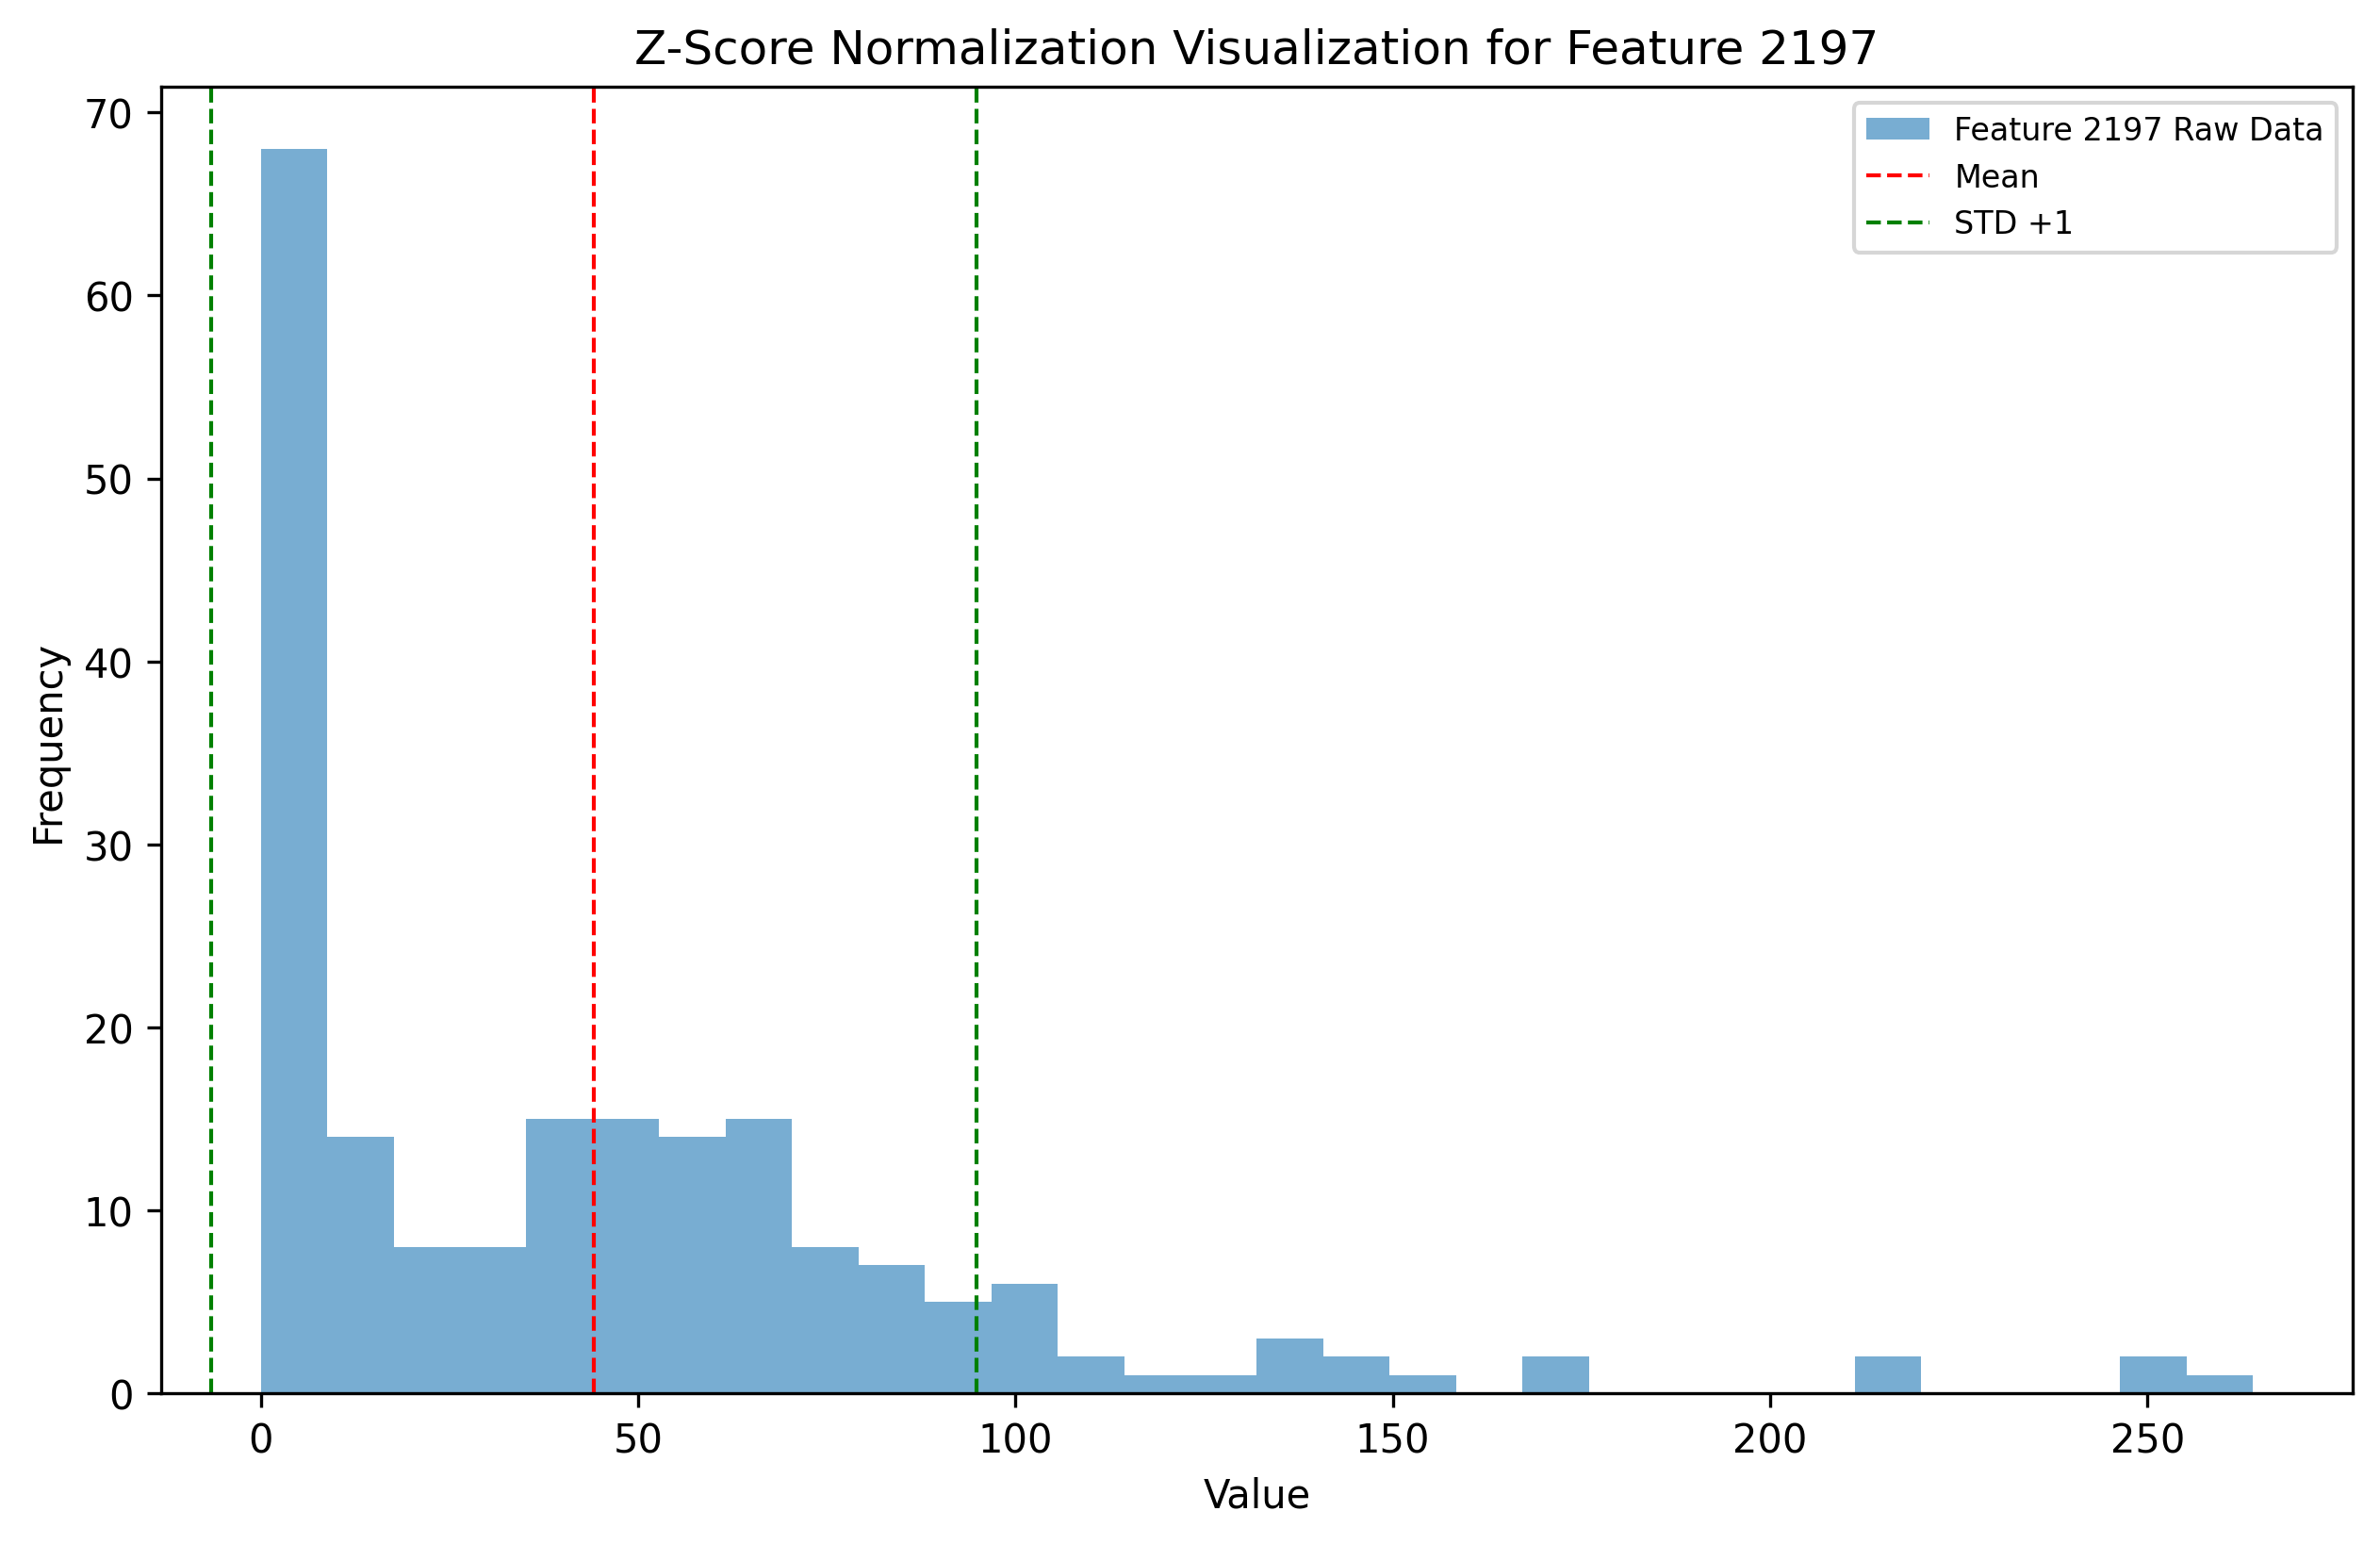 Z-Score Normalization Visualization for Feature 2197
Feature 2197 Raw Data
Mean
STD +1
70
60
50
40
30
20
10
0
Frequency
0 50 100 150 200 250
Value